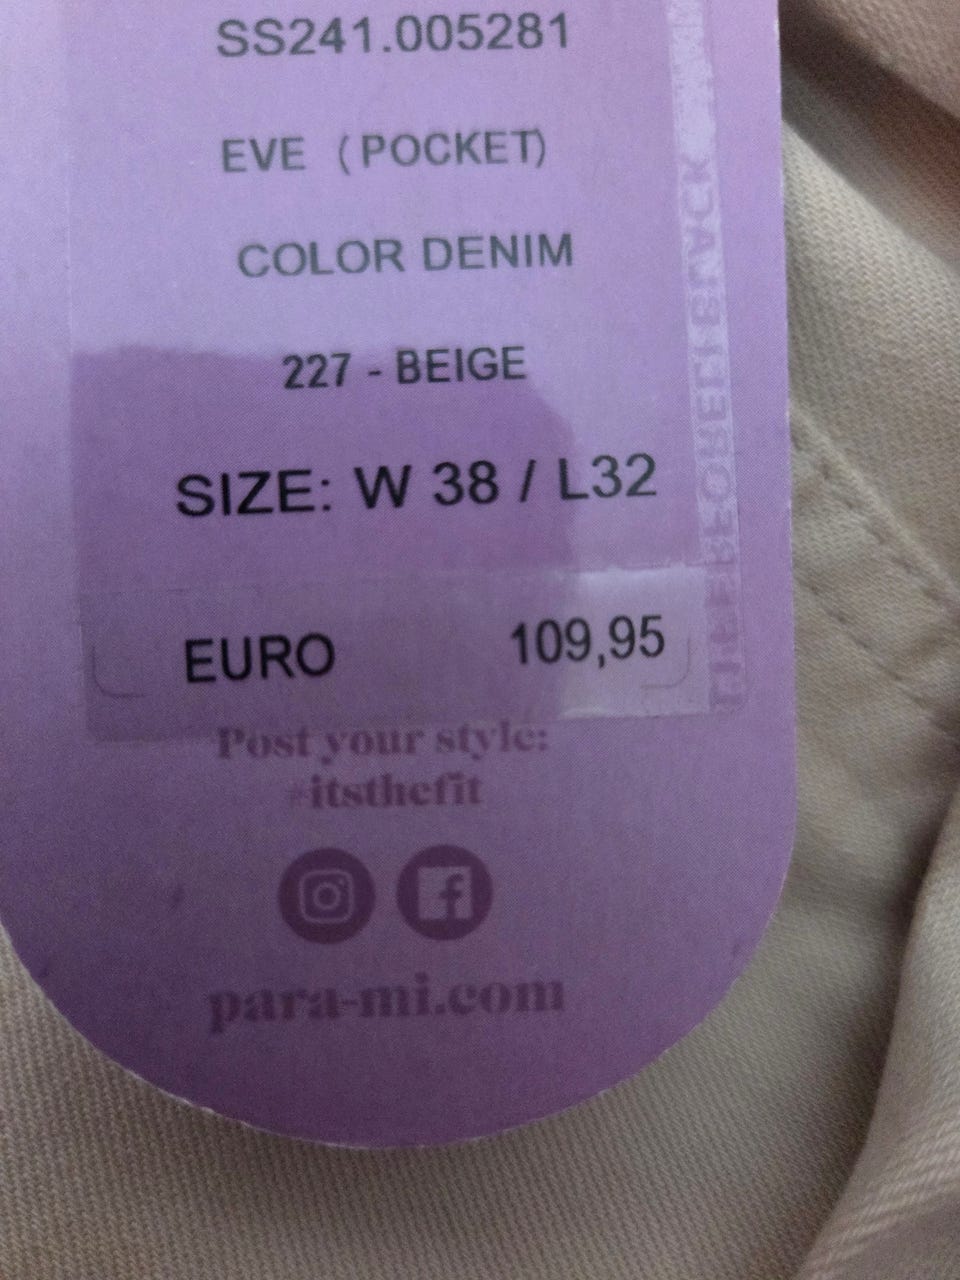 SS241.005281
EVE (POCKET)
COLOR DENIM
227 - BEIGE
SIZE: W 38 / L32
EURO 109,95
Post your style:
#itsthefit
para-mi.com